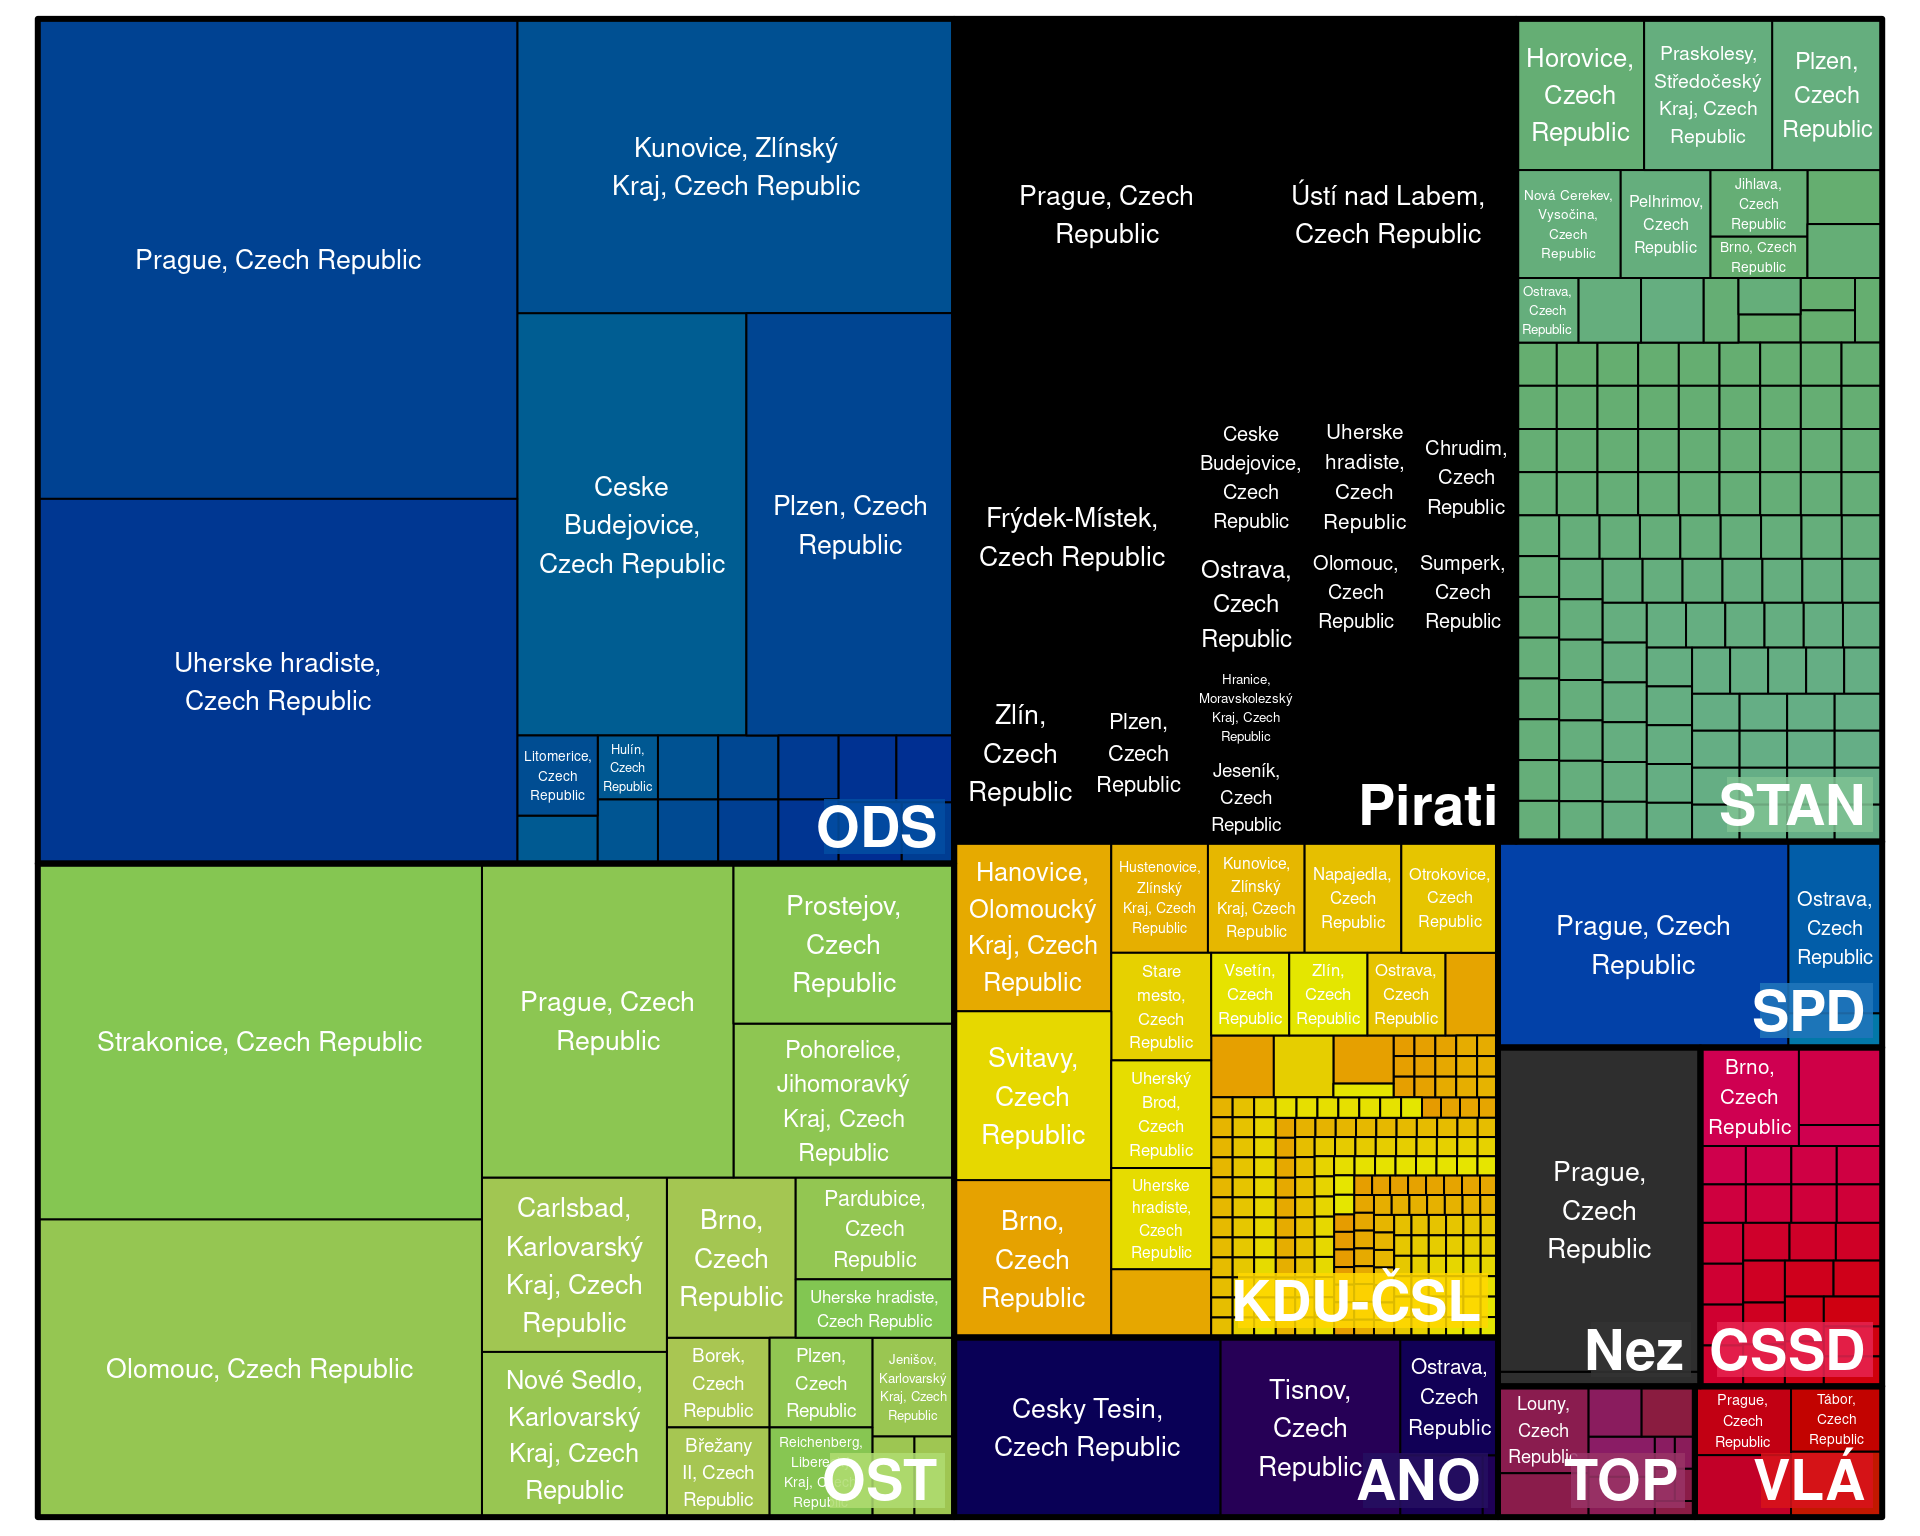 Prague, Czech Republic
Kunovice, Zlínský
Kraj, Czech Republic
Ceske
Budejovice,
Czech Republic
Plzen, Czech
Republic
Uherske hradiste,
Czech Republic
Litomerice,
Czech
Republic
Hulín,
Czech
Republic
ODS
Prague, Czech
Republic
Ústí nad Labem,
Czech Republic
Frýdek-Místek,
Czech Republic
Ceske
Budejovice,
Czech
Republic
Uherske
hradiste,
Czech
Republic
Chrudim,
Czech
Republic
Ostrava,
Czech
Republic
Olomouc,
Czech
Republic
Sumperk,
Czech
Republic
Zlín,
Czech
Republic
Plzen,
Czech
Republic
Hranice,
Moravskolezský
Kraj, Czech
Republic
Jeseník,
Czech
Republic
Pirati
Horovice,
Czech
Republic
Praskolesy,
Středočeský
Kraj, Czech
Republic
Plzen,
Czech
Republic
Nová Cerekev,
Vysočina,
Czech
Republic
Pelhrimov,
Czech
Republic
Jihlava,
Czech
Republic
Brno, Czech
Republic
Ostrava,
Czech
Republic
STAN
Strakonice, Czech Republic
Olomouc, Czech Republic
Prague, Czech
Republic
Prostejov,
Czech
Republic
Pohorelice,
Jihomoravký
Kraj, Czech
Republic
Carlsbad,
Karlovarský
Kraj, Czech
Republic
Brno,
Czech
Republic
Pardubice,
Czech
Republic
Uherske hradiste,
Czech Republic
Nové Sedlo,
Karlovarský
Kraj, Czech
Republic
Borek,
Czech
Republic
Plzen,
Czech
Republic
Jenišov,
Karlovarský
Kraj, Czech
Republic
Břežany
II, Czech
Republic
Reichenberg,
Kraj,
OST
Hanovice,
Olomoucký
Kraj, Czech
Republic
Hustenovice,
Zlínský
Kraj, Czech
Republic
Kunovice,
Zlínský
Kraj, Czech
Republic
Napajedla,
Czech
Republic
Otrokovice,
Czech
Republic
Svitavy,
Czech
Republic
Stare
mesto,
Czech
Republic
Vsetín,
Czech
Republic
Zlín,
Czech
Republic
Ostrava,
Czech
Republic
Uherský
Brod,
Czech
Republic
Brno,
Czech
Republic
Uherske
hradiste,
Czech
Republic
KDU-ČSL
Cesky Tesin,
Czech Republic
Tisnov,
Czech
Republic
Ostrava,
Czech
Republic
ANO
Prague, Czech
Republic
Ostrava,
Czech
Republic
SPD
Prague,
Czech
Republic
Nez
Brno,
Czech
Republic
CSSD
Louny,
Czech
Republic
TOP
Prague,
Czech
Republic
Tábor,
Czech
Republic
VLÁ